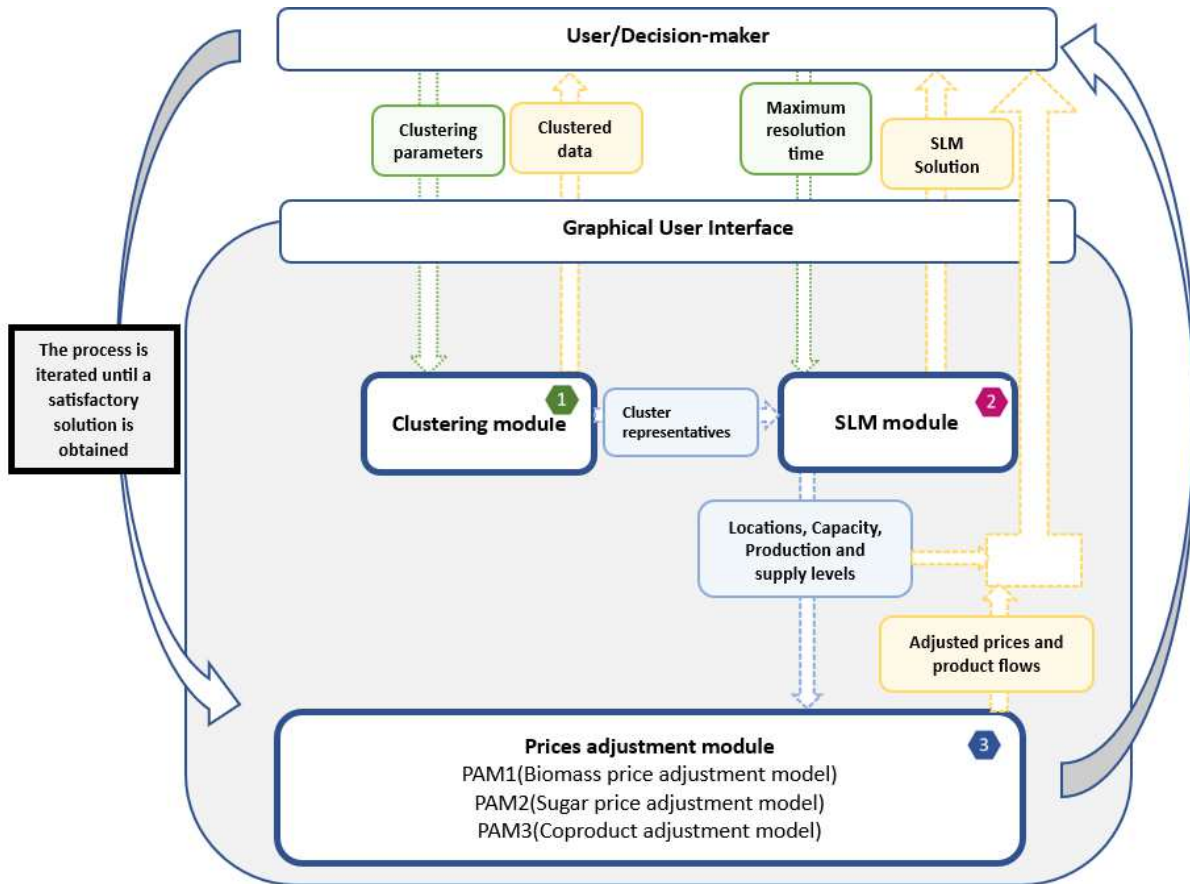 User/Decision-maker
Clustering
parameters
Clustered
data
Maximum
resolution
time
SLM
Solution
Graphical User Interface
The process is
iterated until a
satisfactory
solution is
obtained
1
Clustering module
Cluster
representatives
2
SLM module
Locations, Capacity,
Production and
supply levels
Adjusted prices and
product flows
3
Prices adjustment module
PAM1(Biomass price adjustment model)
PAM2(Sugar price adjustment model)
PAM3(Coproduct adjustment model)